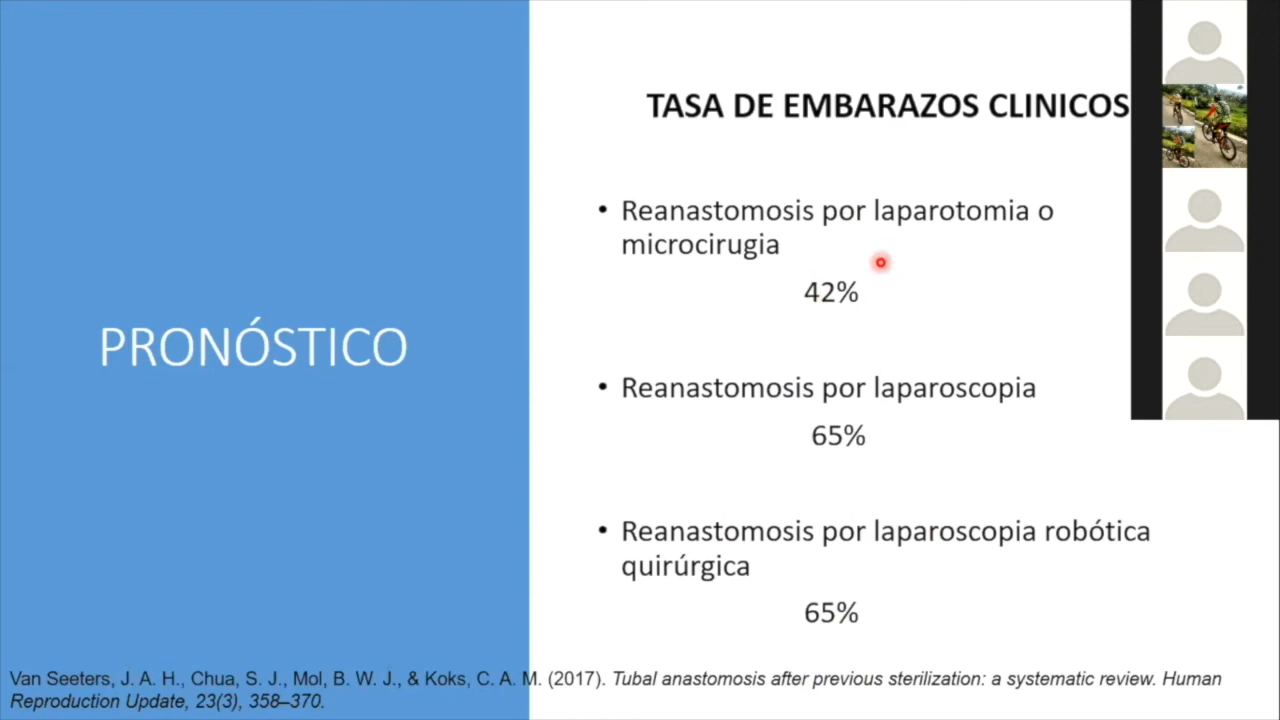 PRONÓSTICO
TASA DE EMBARAZOS CLINICOS
• Reanastomosis por laparotomia o
microcirugia
42%
• Reanastomosis por laparoscopia
65%
• Reanastomosis por laparoscopia robótica
quirúrgica
65%
Van Seeters, J. A. H., Chua, S. J., Mol, B. W. J., & Koks, C. A. M. (2017). Tubal anastomosis after previous sterilization: a systematic review. Human
Reproduction Update, 23(3), 358–370.